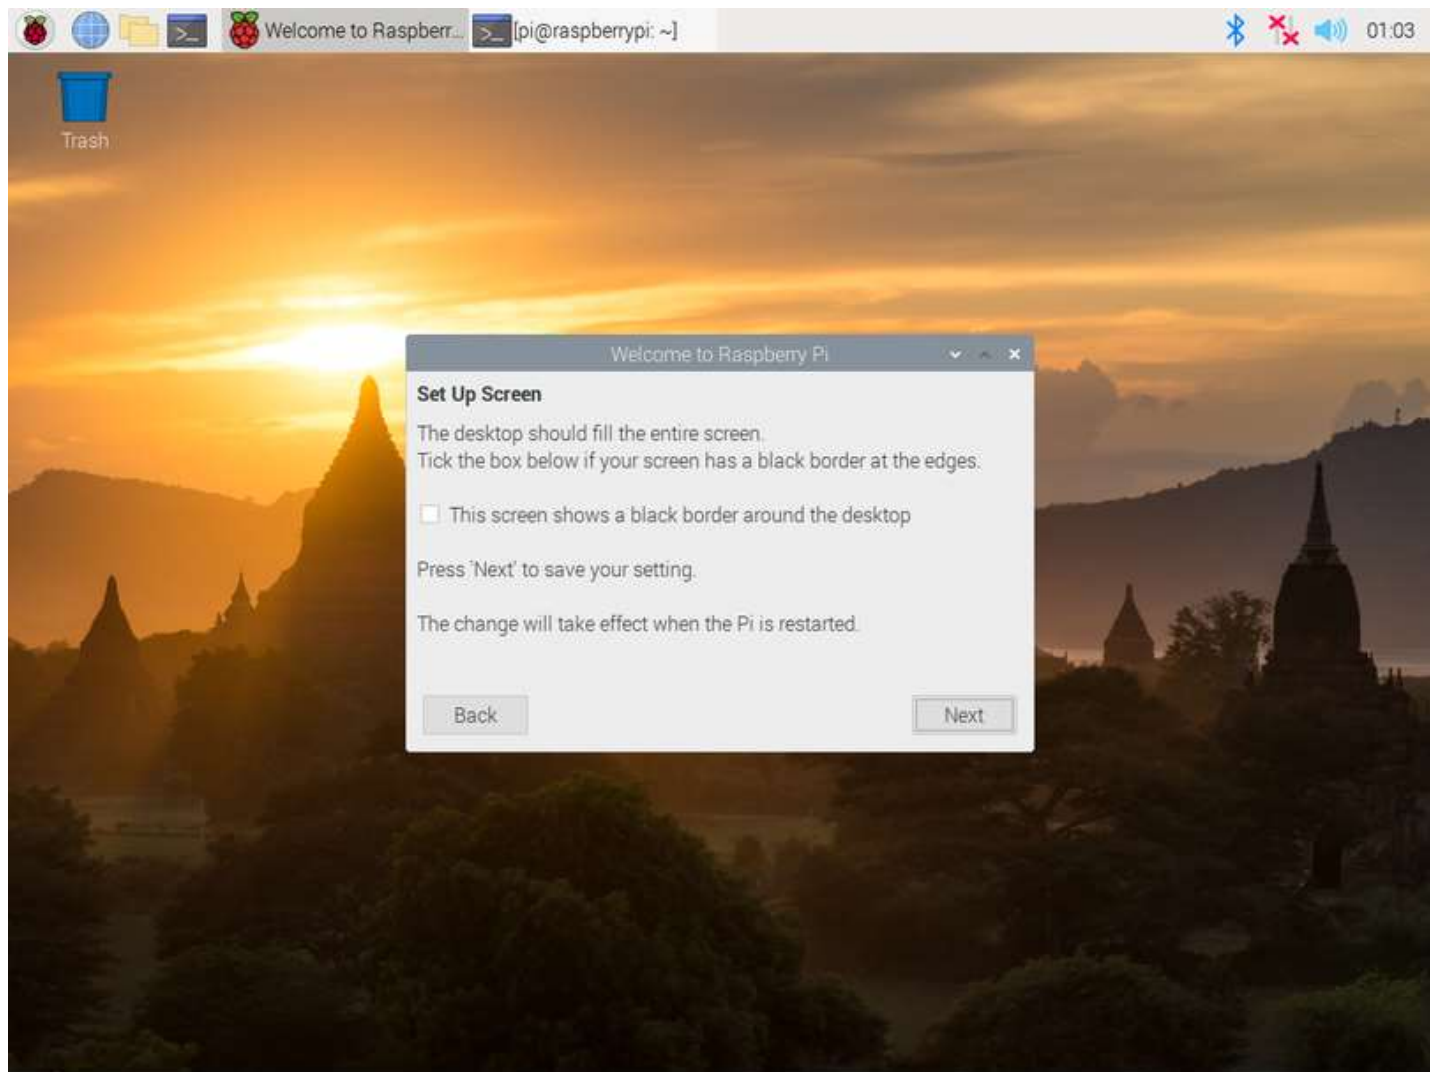 Welcome to Raspberr...
[pi@raspberrypi: ~]
01:03
Trash
Welcome to Raspberry Pi
Set Up Screen
The desktop should fill the entire screen.
Tick the box below if your screen has a black border at the edges.
This screen shows a black border around the desktop
Press 'Next' to save your setting.
The change will take effect when the Pi is restarted.
Back
Next